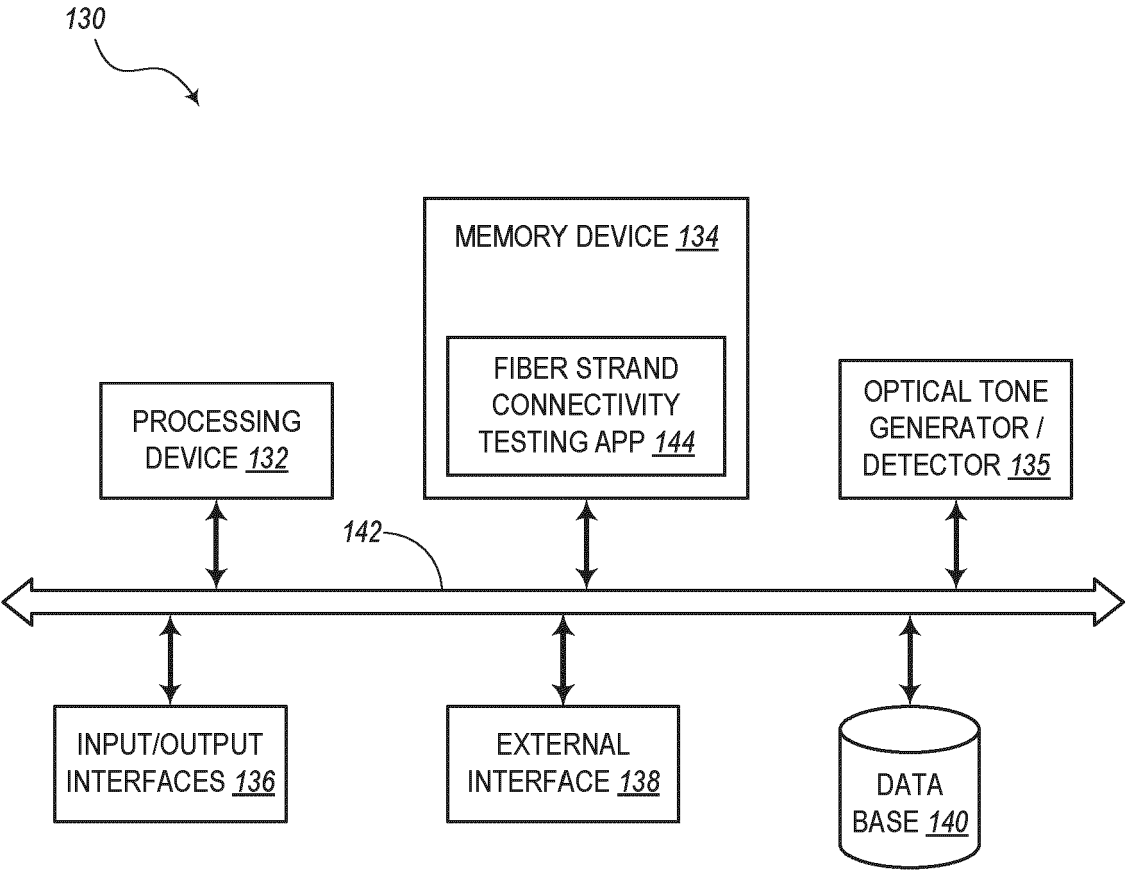 130
MEMORY DEVICE 134
FIBER STRAND
CONNECTIVITY
TESTING APP 144
PROCESSING
DEVICE 132
OPTICAL TONE
GENERATOR /
DETECTOR 135
142
INPUT/OUTPUT
INTERFACES 136
EXTERNAL
INTERFACE 138
DATA
BASE 140